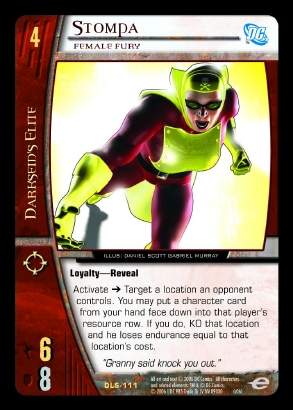 4
STOMPA
FEMALE FURY
DC
DARKSEID'S ELITE
ILLUS: DANIEL SCOTT GABRIEL MURRAY
Loyalty—Reveal
Activate ➔ Target a location an opponent
controls. You may put a character card
from your hand face down into that player's
resource row. If you do, KO that location
and he loses endurance equal to that
location's cost.
"Granny said knock you out."
6
8
DLS-111